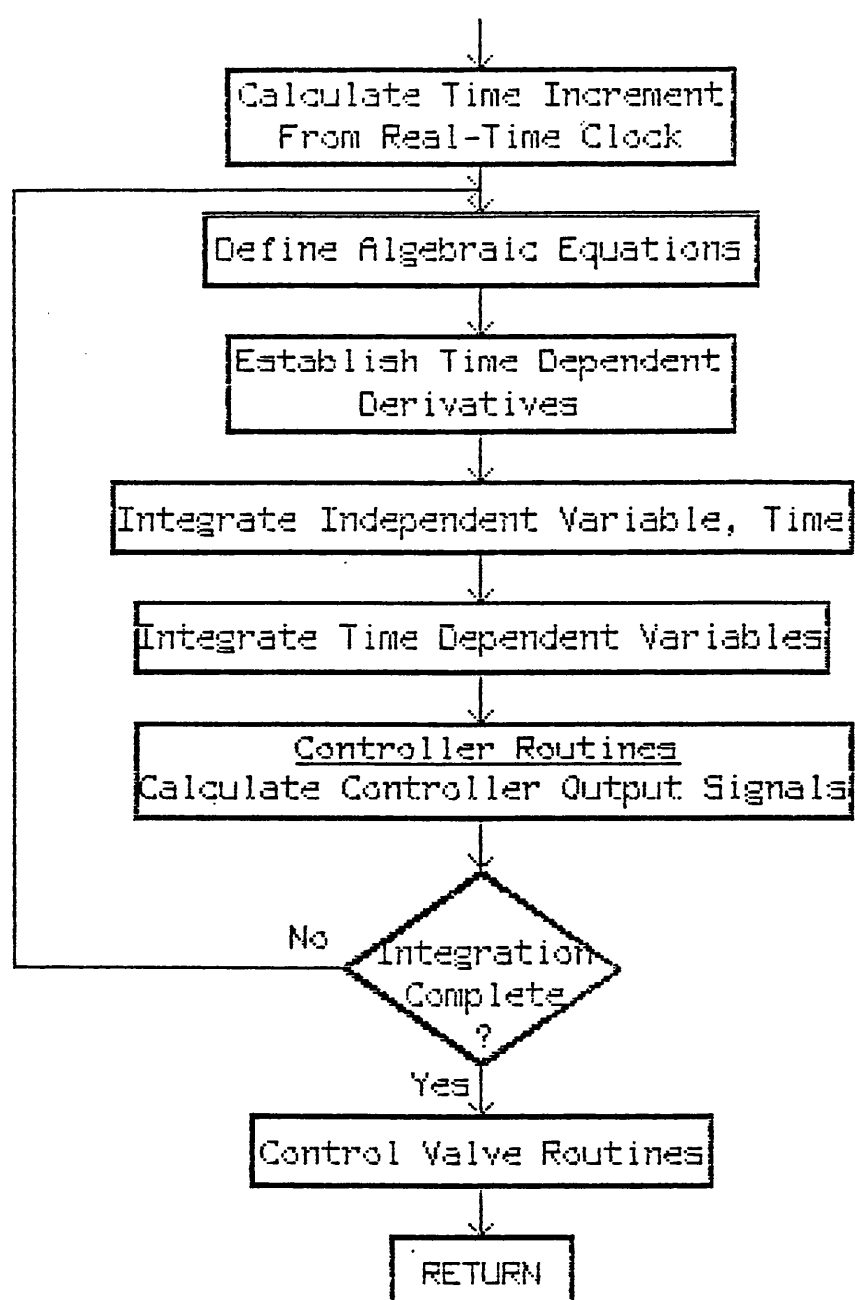 Calculate Time Increment
From Real-Time Clock
Define Algebraic Equations
Establish Time Dependent
Derivatives
Integrate Independent Variable, Time
Integrate Time Dependent Variables
Controller Routines
Calculate Controller Output Signals
No
Integration
Complete
?
Yes
Control Valve Routines
RETURN